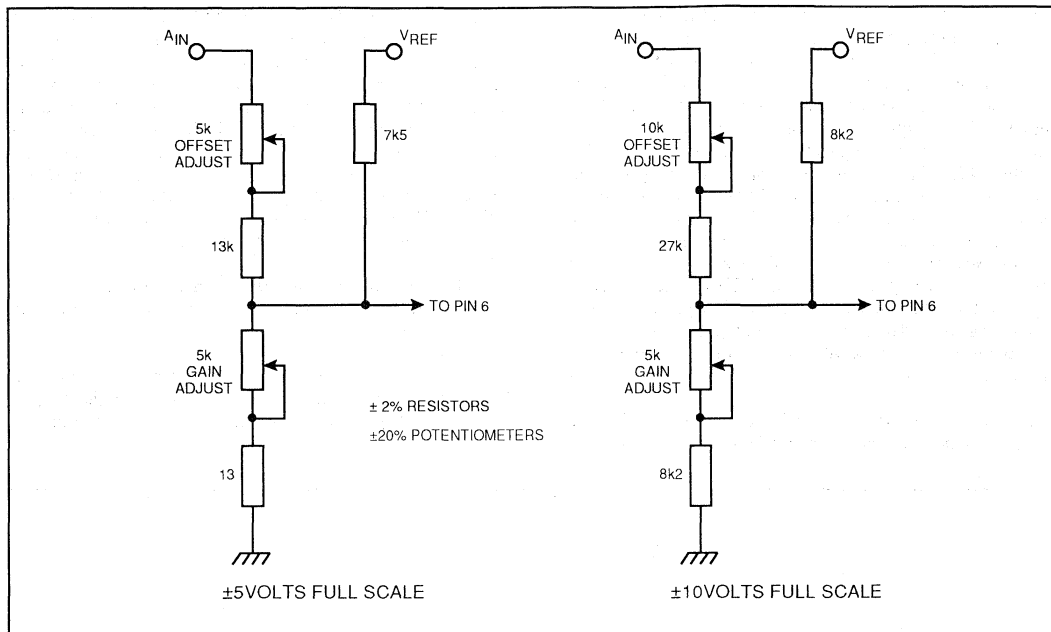 A_IN
V_REF
5k
OFFSET
ADJUST
7k5
13k
TO PIN 6
5k
GAIN
ADJUST
± 2% RESISTORS
±20% POTENTIOMETERS
13
±5VOLTS FULL SCALE
A_IN
V_REF
10k
OFFSET
ADJUST
8k2
27k
TO PIN 6
5k
GAIN
ADJUST
8k2
±10VOLTS FULL SCALE